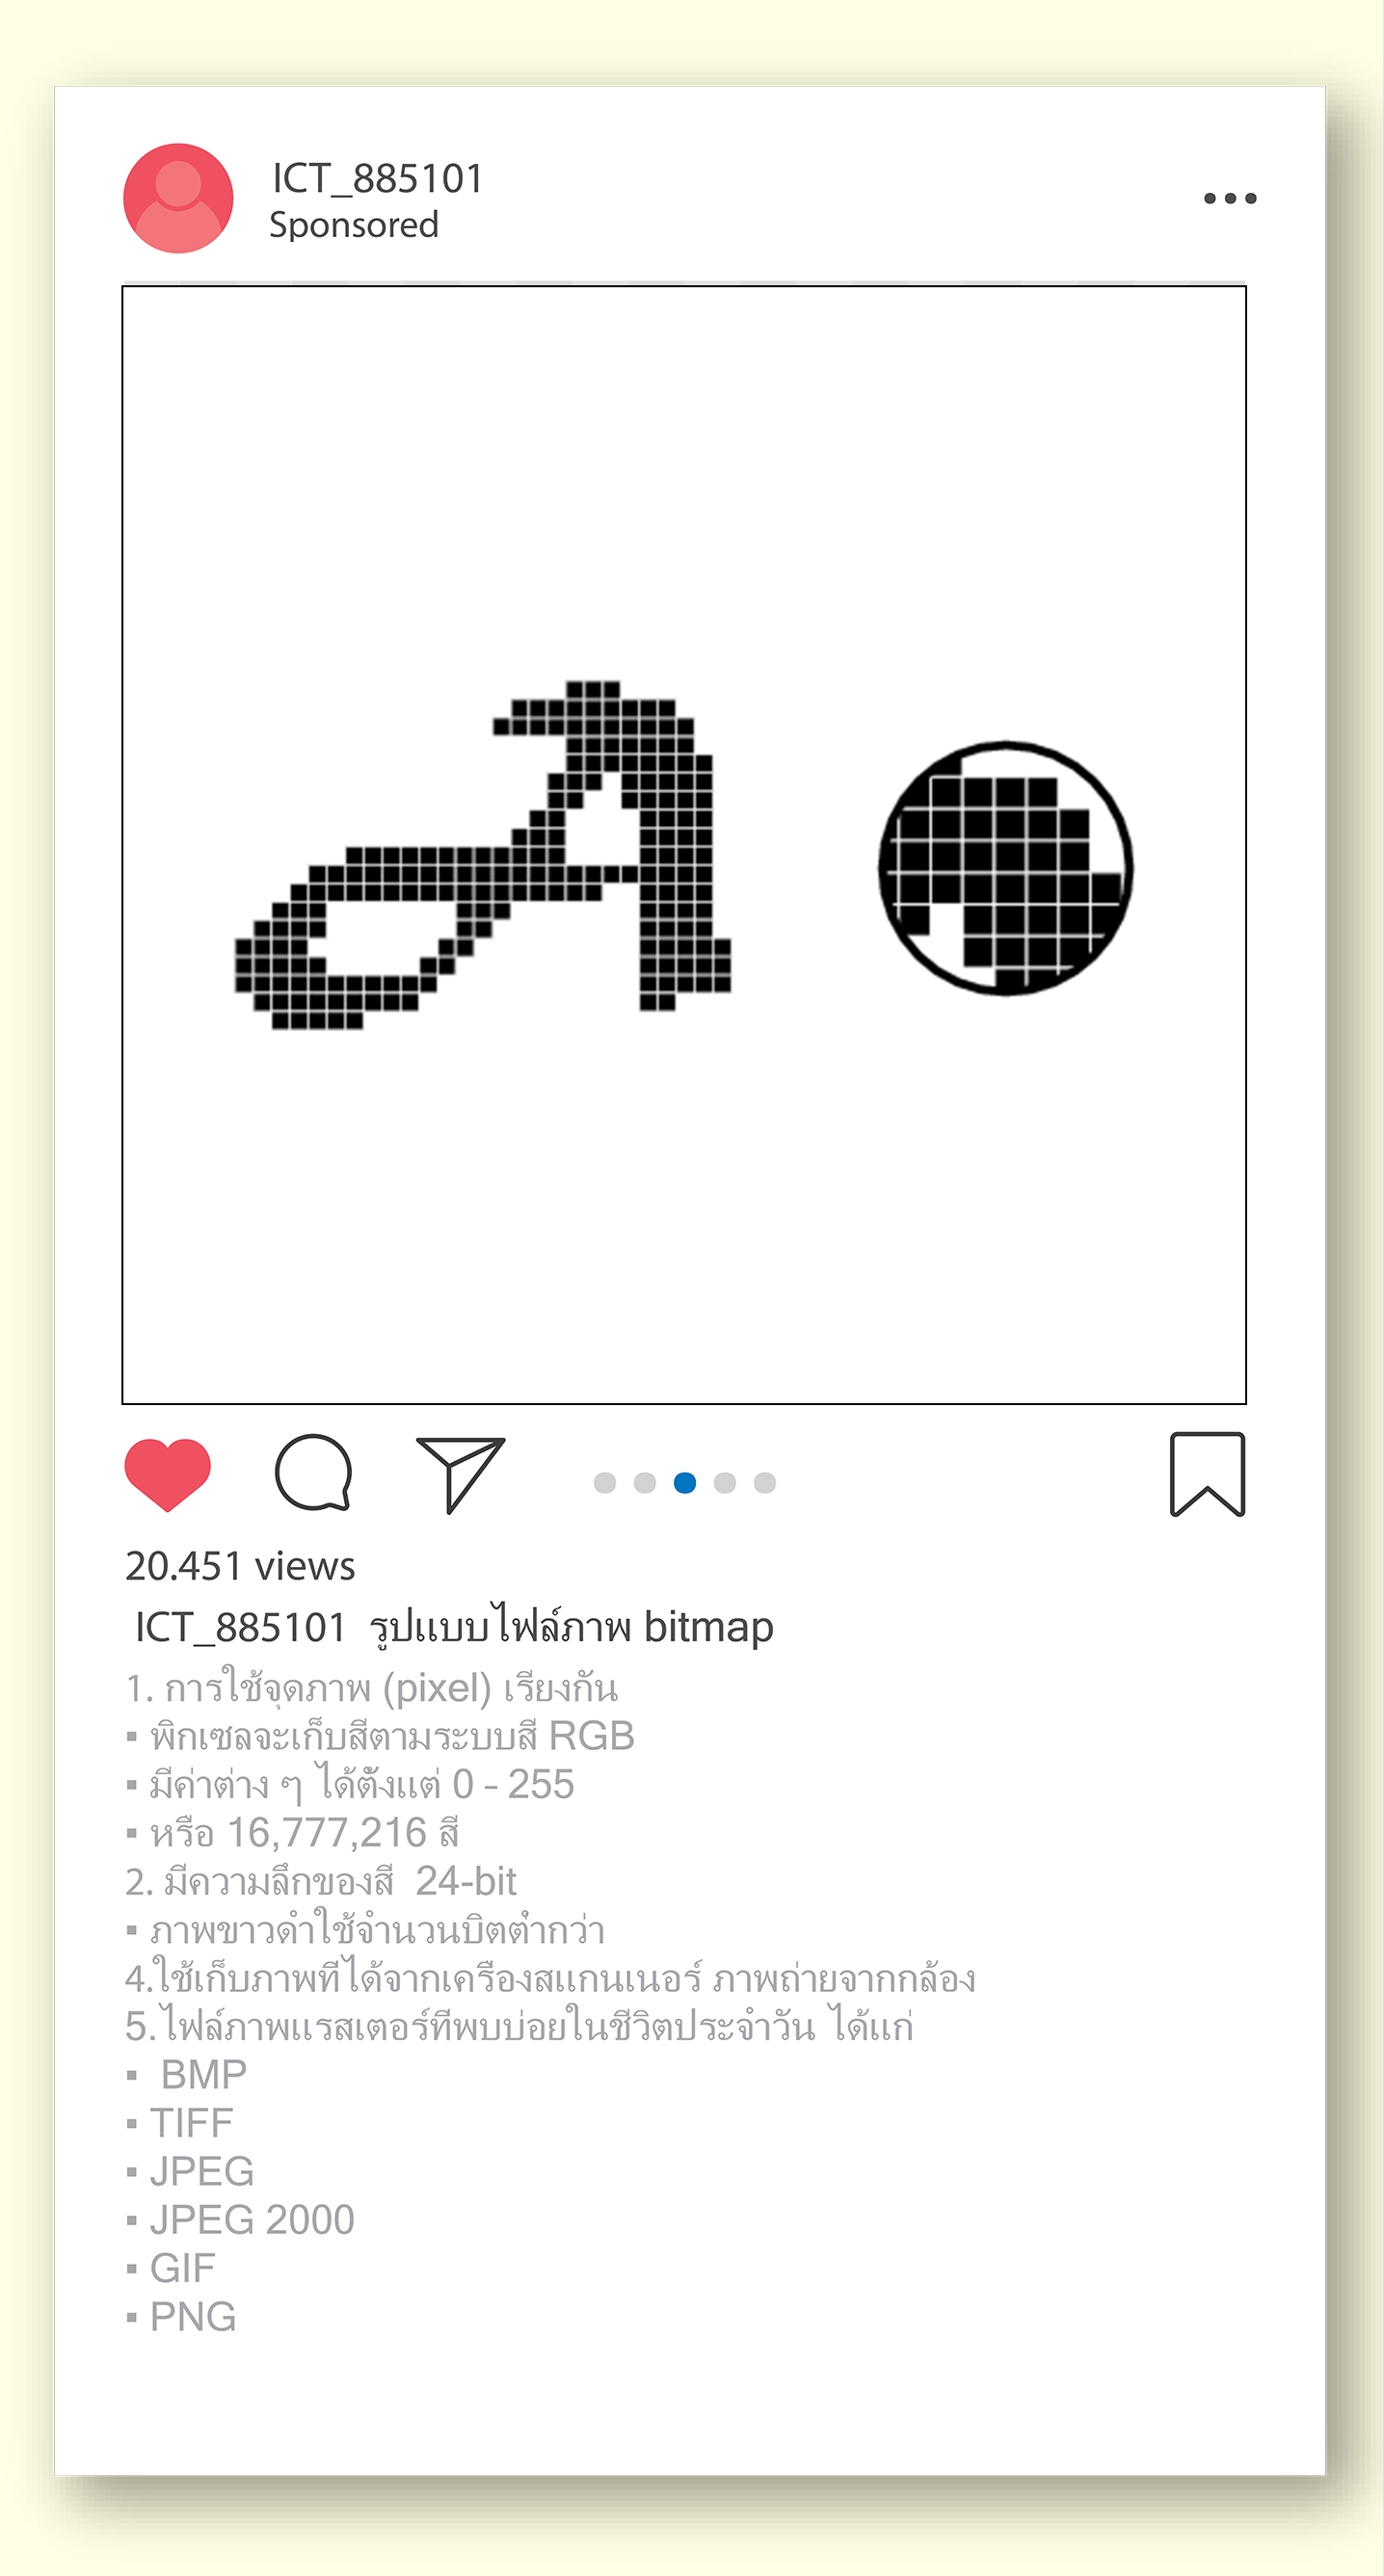 ICT_885101
Sponsored
20.451 views
ICT_885101 รูปแบบไฟล์ภาพ bitmap
1. การใช้จุดภาพ (pixel) เรียงกัน
▪ พิกเซลจะเก็บสีตามระบบสี RGB
▪ มีค่าต่าง ๆ ได้ตั้งแต่ 0 - 255
▪ หรือ 16,777,216 สี
2. มีความลึกของสี 24-bit
▪ ภาพขาวดำใช้จำนวนบิตต่ำกว่า
4.ใช้เก็บภาพที่ได้จากเครื่องสแกนเนอร์ ภาพถ่ายจากกล้อง
5.ไฟล์ภาพแรสเตอร์ที่พบบ่อยในชีวิตประจำวัน ได้แก่
▪ BMP
▪ TIFF
▪ JPEG
▪ JPEG 2000
▪ GIF
▪ PNG